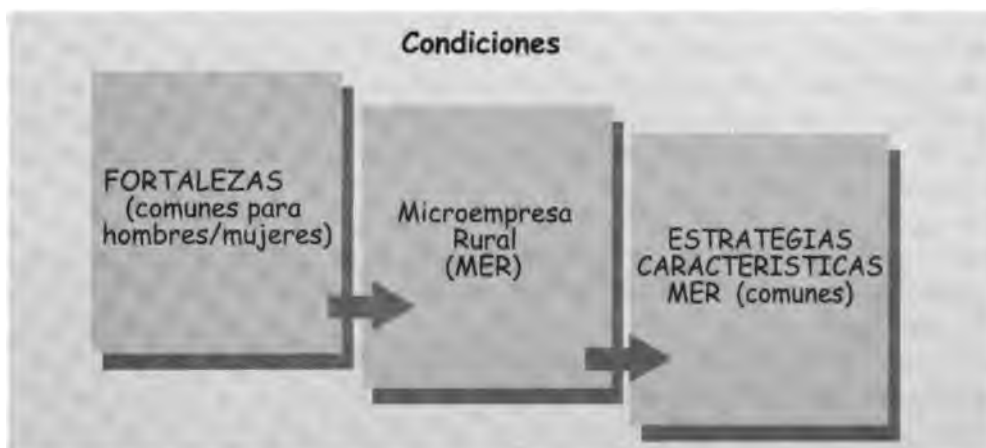 Condiciones
FORTALEZAS
(comunes para
hombres/mujeres)
Microempresa
Rural
(MER)
ESTRATEGIAS
CARACTERISTICAS
MER (comunes)